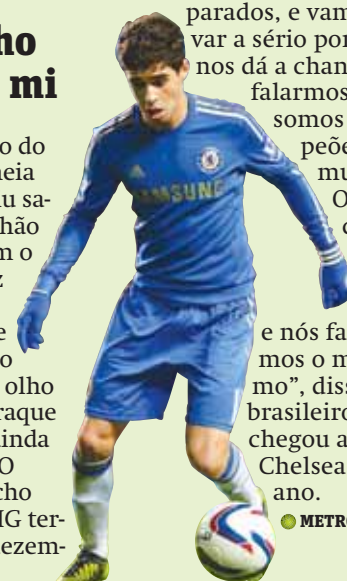 ho
mi
o do
neia
u sa-
hão
m o
z
e
o
olho
raque
inda
O
cho
IG ter-
ezem-
SAMSUNG
parados, e vam
var a sério por
nos dá a chan
falarmos
somos
peõe
mu
O
e nós fa
mos o m
mo”, diss
brasileiro
chegou a
Chelsea
ano.
METRO